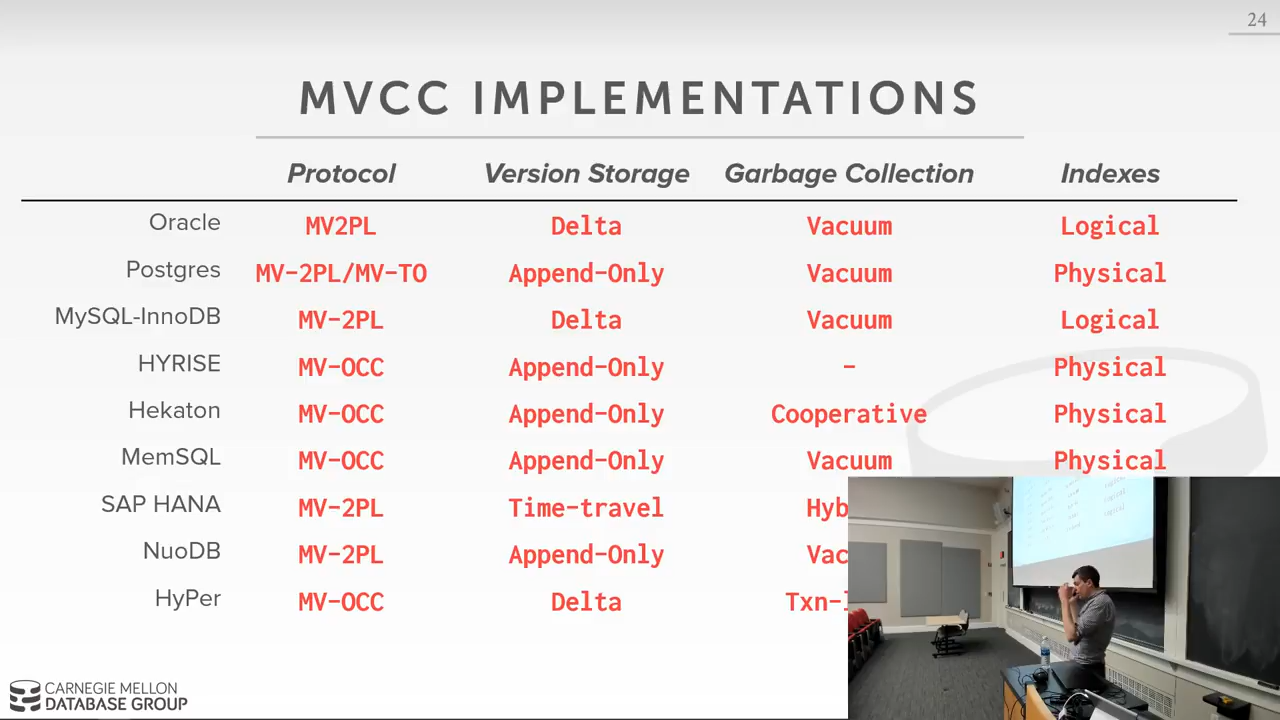 24
MVCC IMPLEMENTATIONS
Protocol Version Storage Garbage Collection Indexes
Oracle MV2PL Delta Vacuum Logical
Postgres MV-2PL/MV-TO Append-Only Vacuum Physical
MySQL-InnoDB MV-2PL Delta Vacuum Logical
HYRISE MV-OCC Append-Only – Physical
Hekaton MV-OCC Append-Only Cooperative Physical
MemSQL MV-OCC Append-Only Vacuum Physical
SAP HANA MV-2PL Time-travel Hyb
NuoDB MV-2PL Append-Only Vac
HyPer MV-OCC Delta Txn-
CARNEGIE MELLON
DATABASE GROUP